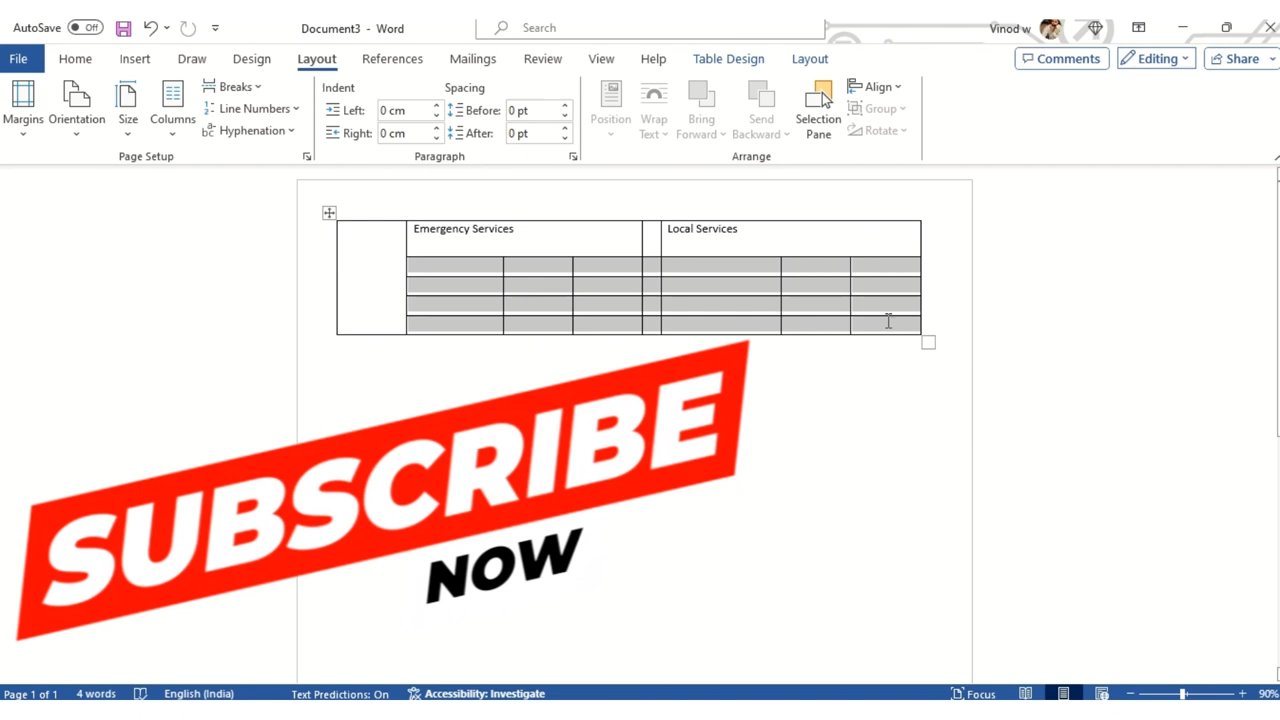 AutoSave Off Document3 - Word Search Vinod w
File Home Insert Draw Design Layout References Mailings Review View Help Table Design Layout Comments Editing Share
Margins Orientation Size Columns Breaks Line Numbers Hyphenation
Page Setup
Indent Spacing
Left: 0 cm Before: 0 pt
Right: 0 cm After: 0 pt
Paragraph
Position Wrap Text Bring Forward Send Backward Selection Pane Align Group Rotate
Arrange
Emergency Services Local Services
SUBSCRIBE
NOW
Page 1 of 1 4 words English (India) Text Predictions: On Accessibility: Investigate Focus 90%